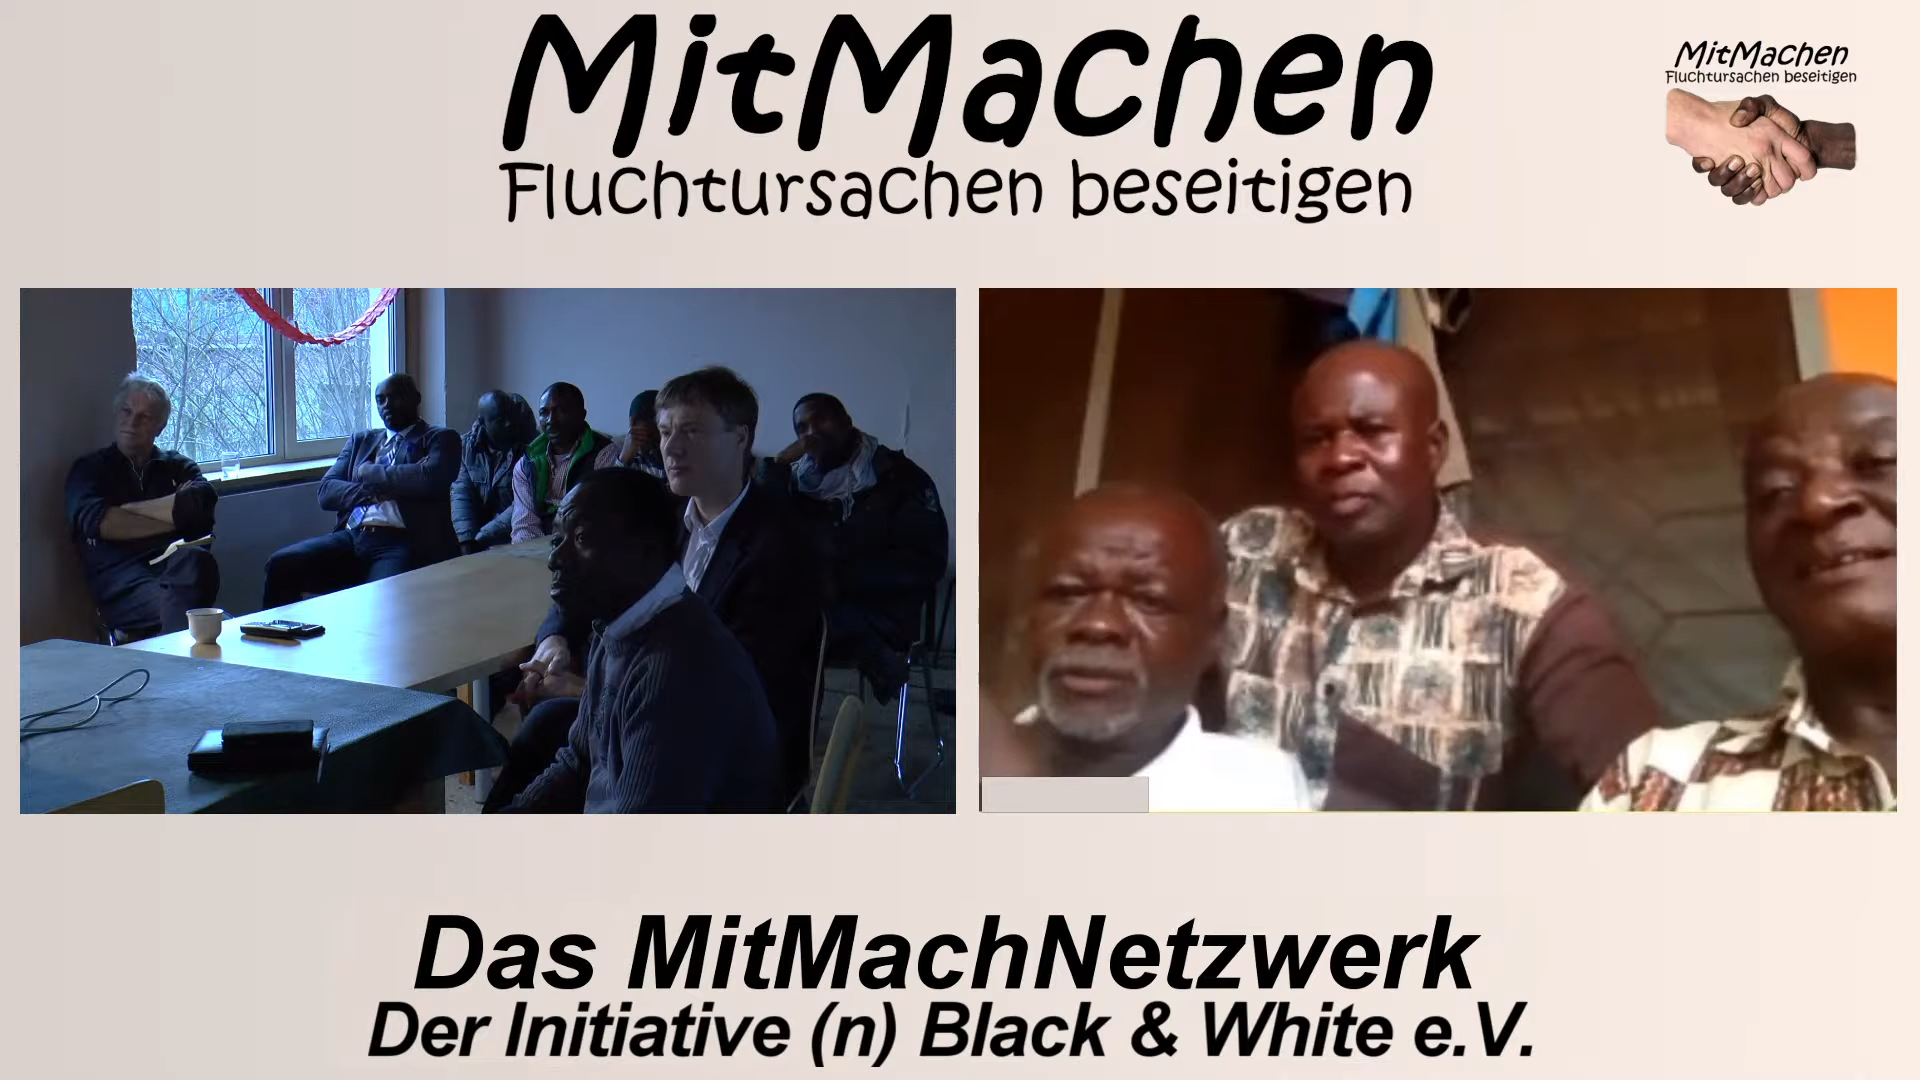 MitMachen
Fluchtursachen beseitigen
MitMachen
Fluchtursachen beseitigen
Das MitMachNetzwerk
Der Initiative (n) Black & White e.V.